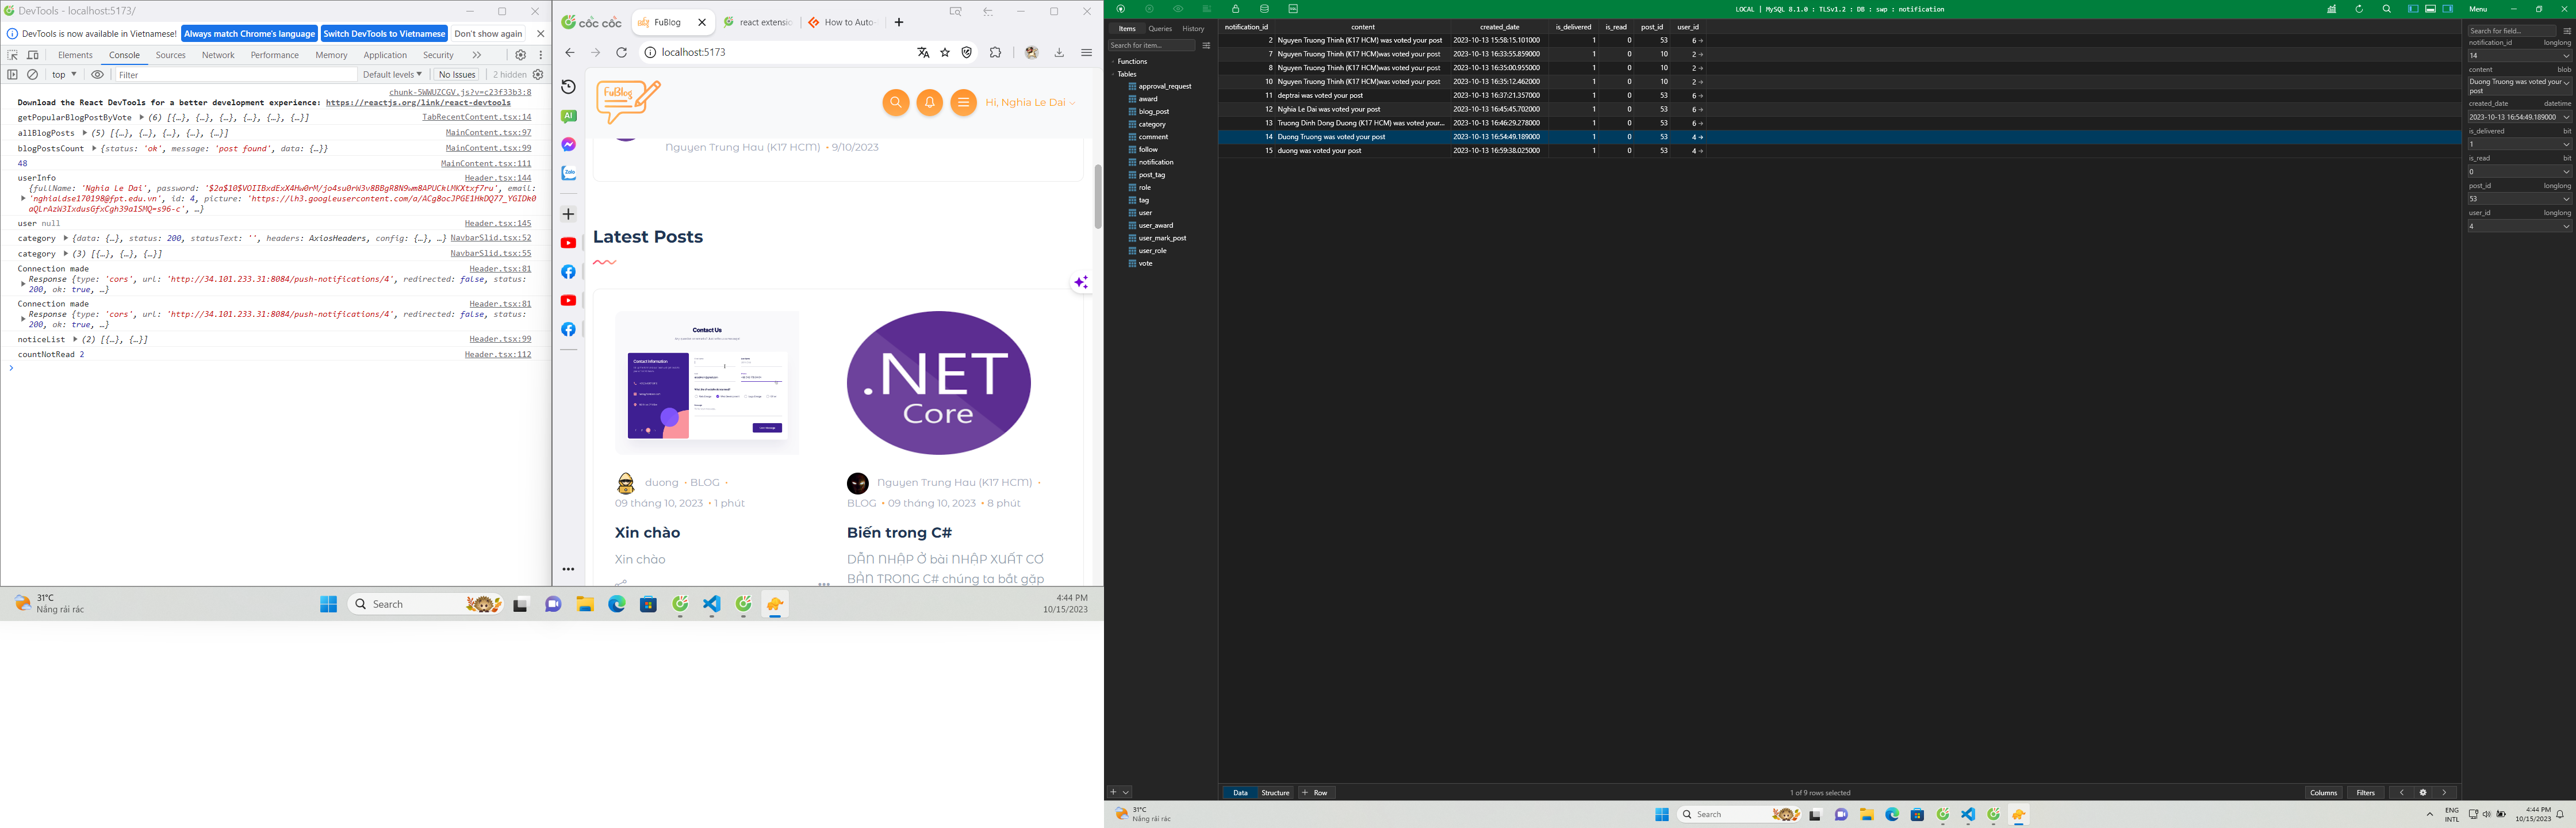 DevTools - localhost:5173/
DevTools is now available in Vietnamese! Always match Chrome's language Switch DevTools to Vietnamese Don't show again
Elements Console Sources Network Performance Memory Application Security
top Filter Default levels No Issues 2 hidden
chunk-5WWUZCGV.js?v=c23f33b3:8
Download the React DevTools for a better development experience: https://reactjs.org/link/react-devtools
getPopularBlogPostByVote (6) [{…}, {…}, {…}, {…}, {…}, {…}] TabRecentContent.tsx:14
allBlogPosts (5) [{…}, {…}, {…}, {…}, {…}] MainContent.tsx:97
blogPostsCount {status: 'ok', message: 'post found', data: {…}} MainContent.tsx:99
48 MainContent.tsx:111
userInfo Header.tsx:144
{fullName: 'Nghia Le Dai', password:
'nghialdse170198@fpt.edu.vn', id: 4, picture:
user null Header.tsx:145
category {data: {…}, status: 200, statusText: '', headers: AxiosHeaders, config: {…}, …} NavbarSlid.tsx:52
category (3) [{…}, {…}, {…}] NavbarSlid.tsx:55
Connection made Header.tsx:81
Response {type: 'cors', url: 'http://34.101.233.31:8084/push-notifications/4', redirected: false, status:
200, ok: true, …}
Connection made Header.tsx:81
Response {type: 'cors', url: 'http://34.101.233.31:8084/push-notifications/4', redirected: false, status:
200, ok: true, …}
noticeList (2) [{…}, {…}] Header.tsx:99
countNotRead 2 Header.tsx:112
cốc cốc FuBlog react extensio How to Auto-
localhost:5173
AI
Zalo
FuBlog
Hi, Nghia Le Dai
Nguyen Trung Hau (K17 HCM) • 9/10/2023
Latest Posts
Contact Us
Contact Information
.NET
Core
duong • BLOG •
09 tháng 10, 2023 • 1 phút
Xin chào
Xin chào
Nguyen Trung Hau (K17 HCM) •
BLOG • 09 tháng 10, 2023 • 8 phút
Biến trong C#
DẪN NHẬP Ở bài NHẬP XUẤT CƠ
BẢN TRONG C# chúng ta bắt gặp
31°C
Nắng rải rác
Search
4:44 PM
10/15/2023
LOCAL | MySQL 8.1.0 : TLSv1.2 : DB : swp : notification
Menu
Items Queries History
Search for item...
Functions
Tables
approval_request
award
blog_post
category
comment
follow
notification
post_tag
role
tag
user
user_award
user_mark_post
user_role
vote
notification_id content created_date is_delivered is_read post_id user_id
2 Nguyen Truong Thinh (K17 HCM) was voted your post 2023-10-13 15:58:15.101000 1 0 53 6
7 Nguyen Truong Thinh (K17 HCM)was voted your post 2023-10-13 16:33:55.859000 1 0 10 2
8 Nguyen Truong Thinh (K17 HCM)was voted your post 2023-10-13 16:35:00.955000 1 0 10 2
10 Nguyen Truong Thinh (K17 HCM)was voted your post 2023-10-13 16:35:12.462000 1 0 10 2
11 deptrai was voted your post 2023-10-13 16:37:21.357000 1 0 53 6
12 Nghia Le Dai was voted your post 2023-10-13 16:45:45.702000 1 0 53 6
13 Truong Dinh Dong Duong (K17 HCM) was voted your... 2023-10-13 16:46:29.278000 1 0 53 6
14 Duong Truong was voted your post 2023-10-13 16:54:49.189000 1 0 53 4
15 duong was voted your post 2023-10-13 16:59:38.025000 1 0 53 4
Data Structure + Row
1 of 9 rows selected
Columns Filters
Search for field...
notification_id longlong
14
content blob
Duong Truong was voted your
post
created_date datetime
2023-10-13 16:54:49.189000
is_delivered bit
1
is_read bit
0
post_id longlong
53
user_id longlong
4
31°C
Nắng rải rác
Search
ENG
INTL
4:44 PM
10/15/2023